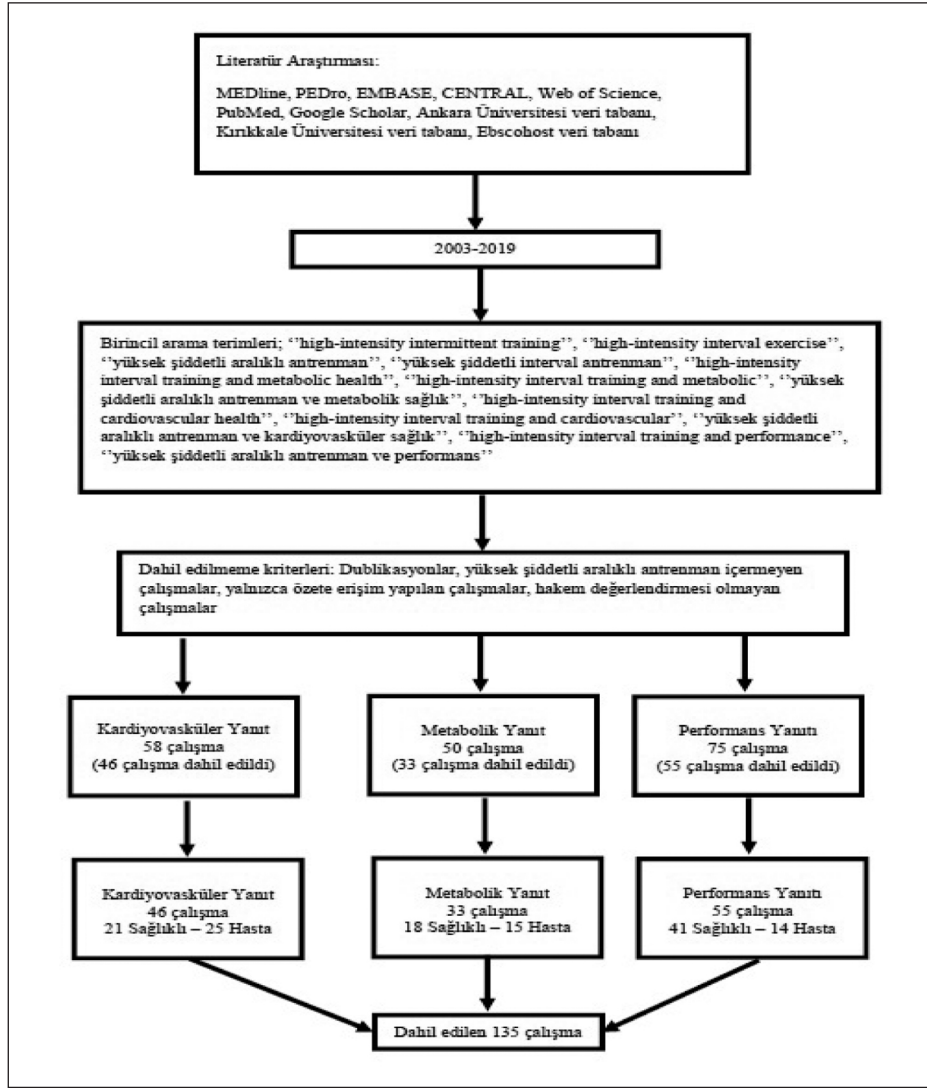 Literatür Araştırması:
MEDline, PEDro, EMBASE, CENTRAL, Web of Science,
PubMed, Google Scholar, Ankara Üniversitesi veri tabanı,
Kırıkkale Üniversitesi veri tabanı, Ebscohost veri tabanı
2003-2019
Birincil arama terimleri; ‘’high-intensity intermittent training’’, ‘’high-intensity interval exercise’’,
‘’yüksek şiddetli aralıklı antrenman’’, ‘’yüksek şiddetli interval antrenman’’, ‘’high-intensity
interval training and metabolic health’’, ‘’high-intensity interval training and metabolic’’, ‘’yüksek
şiddetli aralıklı antrenman ve metabolik sağlık’’, ‘’high-intensity interval training and
cardiovascular health’’, ‘’high-intensity interval training and cardiovascular’’, ‘’yüksek şiddetli
aralıklı antrenman ve kardiyovasküler sağlık’’, ‘’high-intensity interval training and performance’’,
‘’yüksek şiddetli aralıklı antrenman ve performans’’
Dahil edilmeme kriterleri: Dublikasyonlar, yüksek şiddetli aralıklı antrenman içermeyen
çalışmalar, yalnızca özete erişim yapılan çalışmalar, hakem değerlendirmesi olmayan
çalışmalar
Kardiyovasküler Yanıt
58 çalışma
(46 çalışma dahil edildi)
Metabolik Yanıt
50 çalışma
(33 çalışma dahil edildi)
Performans Yanıtı
75 çalışma
(55 çalışma dahil edildi)
Kardiyovasküler Yanıt
46 çalışma
21 Sağlıklı – 25 Hasta
Metabolik Yanıt
33 çalışma
18 Sağlıklı – 15 Hasta
Performans Yanıtı
55 çalışma
41 Sağlıklı – 14 Hasta
Dahil edilen 135 çalışma